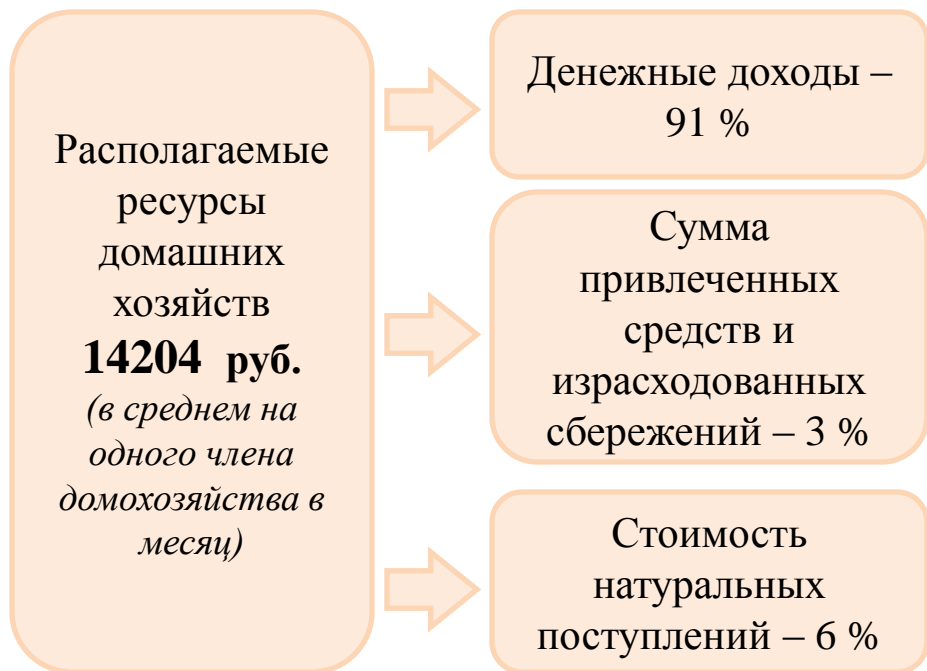 Располагаемые
ресурсы
домашних
хозяйств
14204 руб.
(в среднем на
одного члена
домохозяйства в
месяц)
Денежные доходы –
91 %
Сумма
привлеченных
средств и
израсходованных
сбережений – 3 %
Стоимость
натуральных
поступлений – 6 %